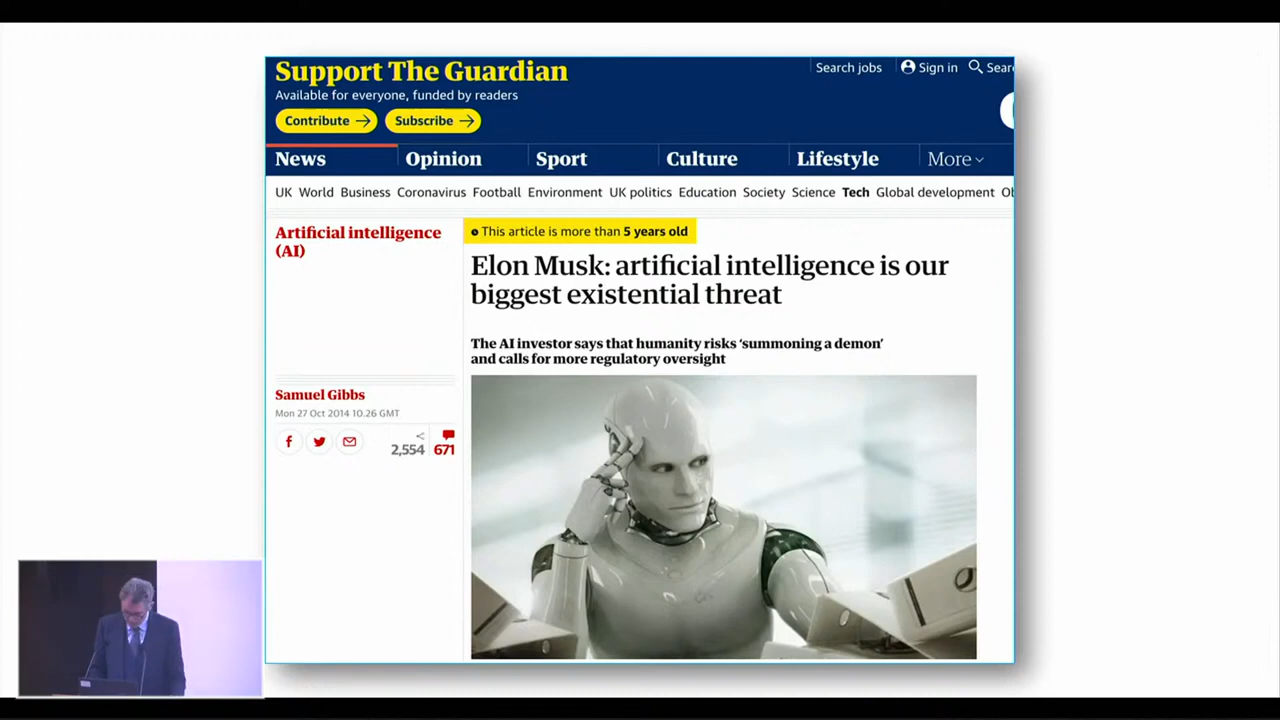 Support The Guardian
Available for everyone, funded by readers
Contribute →
Subscribe →
Search jobs
Sign in
News
Opinion
Sport
Culture
Lifestyle
More
UK World Business Coronavirus Football Environment UK politics Education Society Science Tech Global development
Artificial intelligence
(AI)
This article is more than 5 years old
Elon Musk: artificial intelligence is our
biggest existential threat
The AI investor says that humanity risks ‘summoning a demon’
and calls for more regulatory oversight
Samuel Gibbs
Mon 27 Oct 2014 10.26 GMT
2,554
671